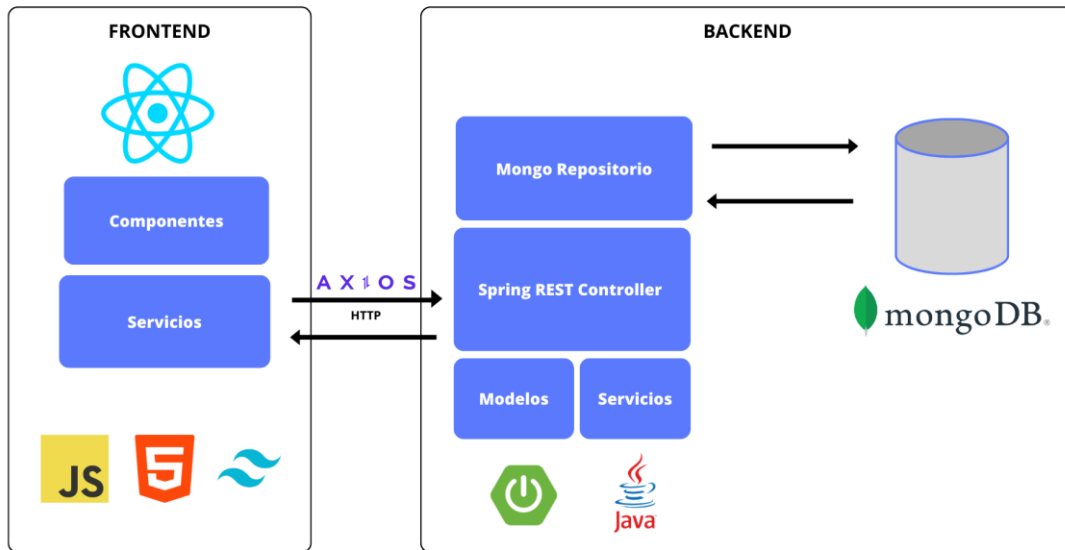 FRONTEND
Componentes
Servicios
JS
5
AXIOS
HTTP
BACKEND
Mongo Repositorio
Spring REST Controller
Modelos
Servicios
Java
mongoDB®